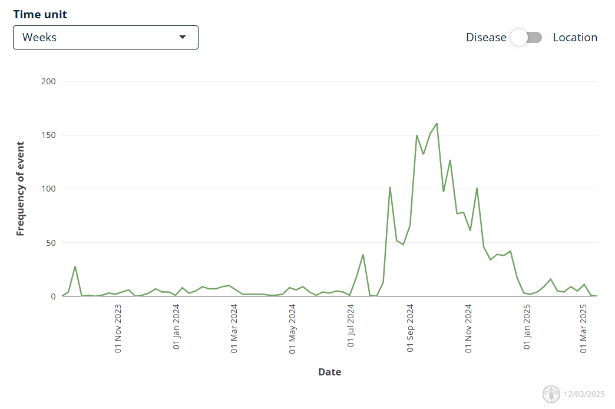 Time unit
Weeks
Disease
Location
200
150
100
50
0
Frequency of event
01 Nov 2023
01 Jan 2024
01 Mar 2024
01 May 2024
01 Jul 2024
01 Sep 2024
01 Nov 2024
01 Jan 2025
01 Mar 2025
Date
12/03/2025